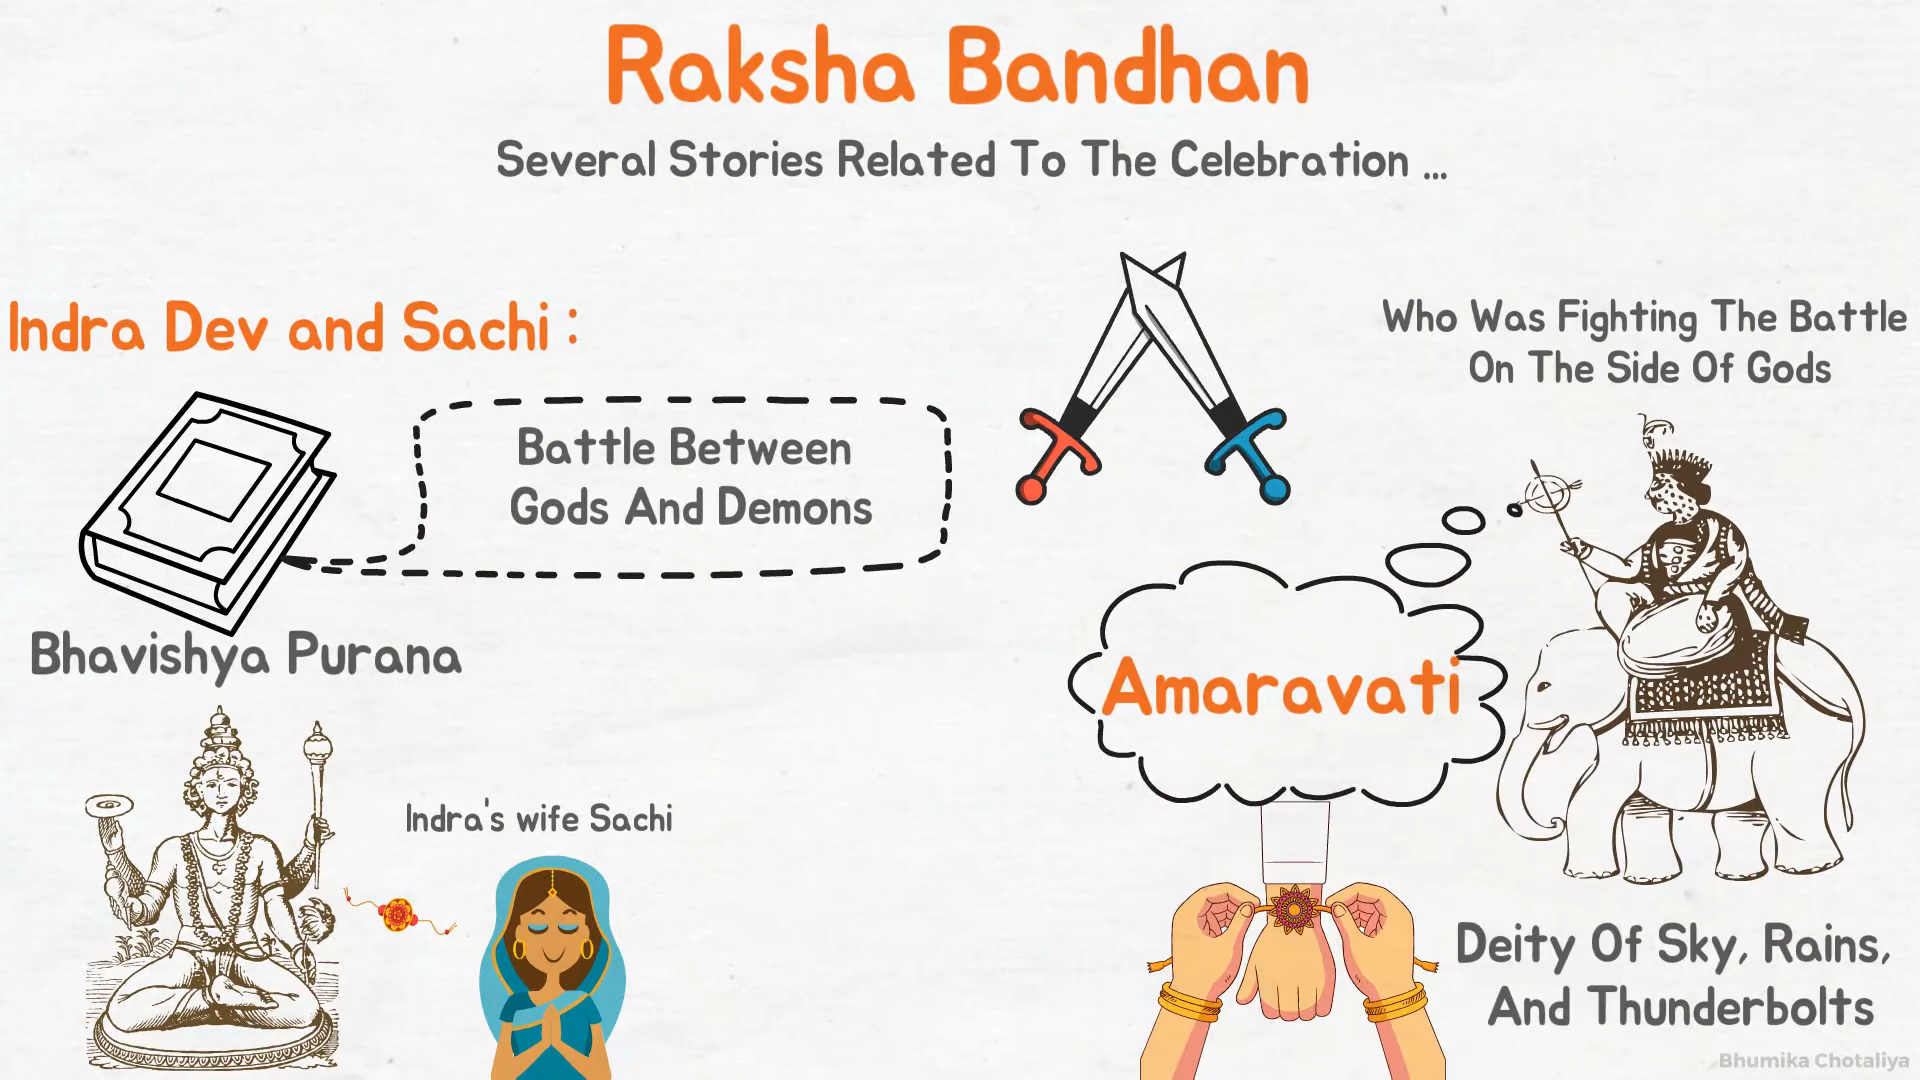 Raksha Bandhan
Several Stories Related To The Celebration ...
Indra Dev and Sachi :
Battle Between
Gods And Demons
Bhavishya Purana
Indra's wife Sachi
Who Was Fighting The Battle
On The Side Of Gods
Amaravati
Deity Of Sky, Rains,
And Thunderbolts
Bhumika Chotaliya